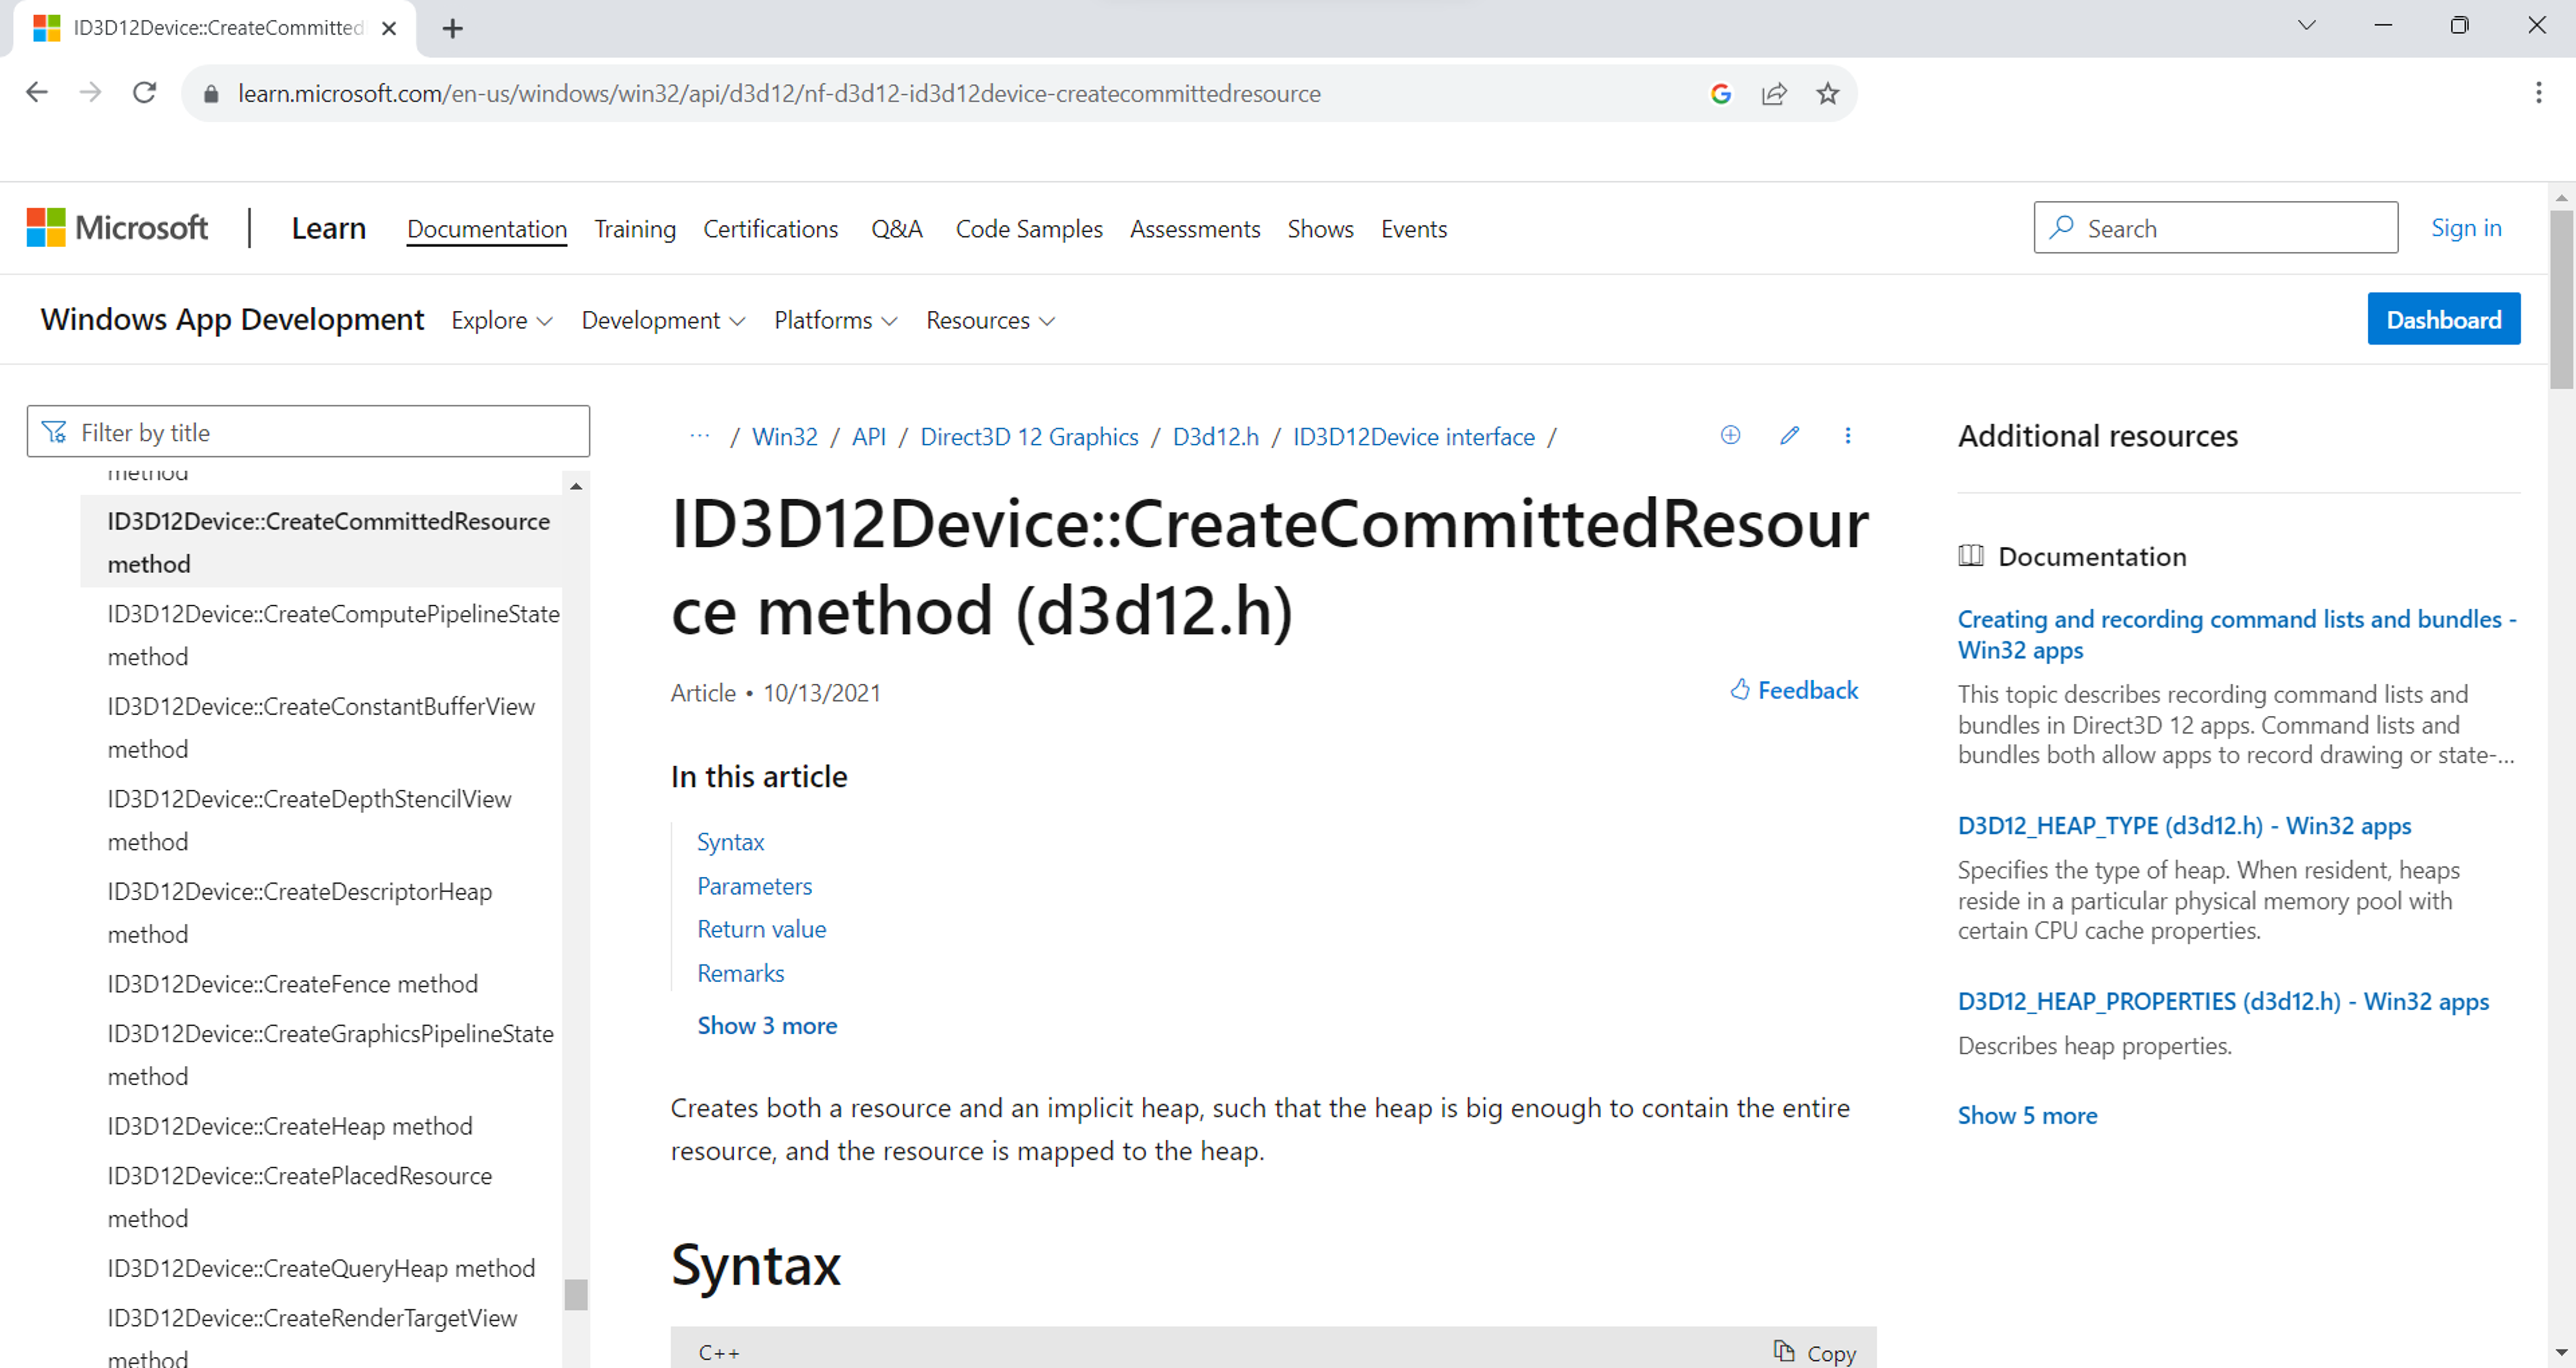 ID3D12Device::CreateCommitted
learn.microsoft.com/en-us/windows/win32/api/d3d12/nf-d3d12-id3d12device-createcommittedresource
Microsoft Learn Documentation Training Certifications Q&A Code Samples Assessments Shows Events Search Sign in
Windows App Development Explore Development Platforms Resources Dashboard
Filter by title
method
ID3D12Device::CreateCommittedResource
method
ID3D12Device::CreateComputePipelineState
method
ID3D12Device::CreateConstantBufferView
method
ID3D12Device::CreateDepthStencilView
method
ID3D12Device::CreateDescriptorHeap
method
ID3D12Device::CreateFence method
ID3D12Device::CreateGraphicsPipelineState
method
ID3D12Device::CreateHeap method
ID3D12Device::CreatePlacedResource
method
ID3D12Device::CreateQueryHeap method
ID3D12Device::CreateRenderTargetView
method
... / Win32 / API / Direct3D 12 Graphics / D3d12.h / ID3D12Device interface /
ID3D12Device::CreateCommittedResour
ce method (d3d12.h)
Article • 10/13/2021
Feedback
In this article
Syntax
Parameters
Return value
Remarks
Show 3 more
Creates both a resource and an implicit heap, such that the heap is big enough to contain the entire
resource, and the resource is mapped to the heap.
Syntax
C++ Copy
Additional resources
Documentation
Creating and recording command lists and bundles -
Win32 apps
This topic describes recording command lists and
bundles in Direct3D 12 apps. Command lists and
bundles both allow apps to record drawing or state-...
D3D12_HEAP_TYPE (d3d12.h) - Win32 apps
Specifies the type of heap. When resident, heaps
reside in a particular physical memory pool with
certain CPU cache properties.
D3D12_HEAP_PROPERTIES (d3d12.h) - Win32 apps
Describes heap properties.
Show 5 more